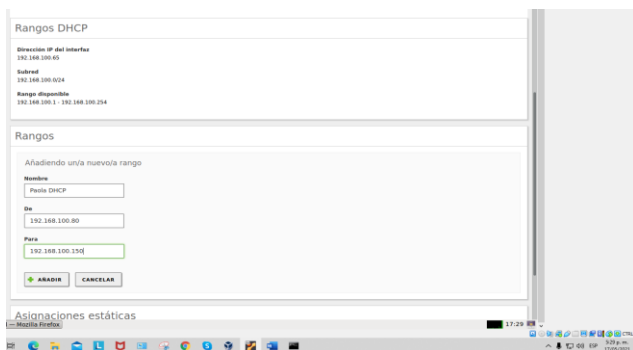 Rangos DHCP
Dirección IP del interfaz
192.168.100.65
Subred
192.168.100.0/24
Rango disponible
192.168.100.1 - 192.168.100.254
Rangos
Añadiendo un/a nuevo/a rango
Nombre
Paola DHCP
De
192.168.100.80
Para
192.168.100.150
AÑADIR CANCELAR
Asignaciones estáticas
— Mozilla Firefox] 17:29
ESP 5:29 p. m.